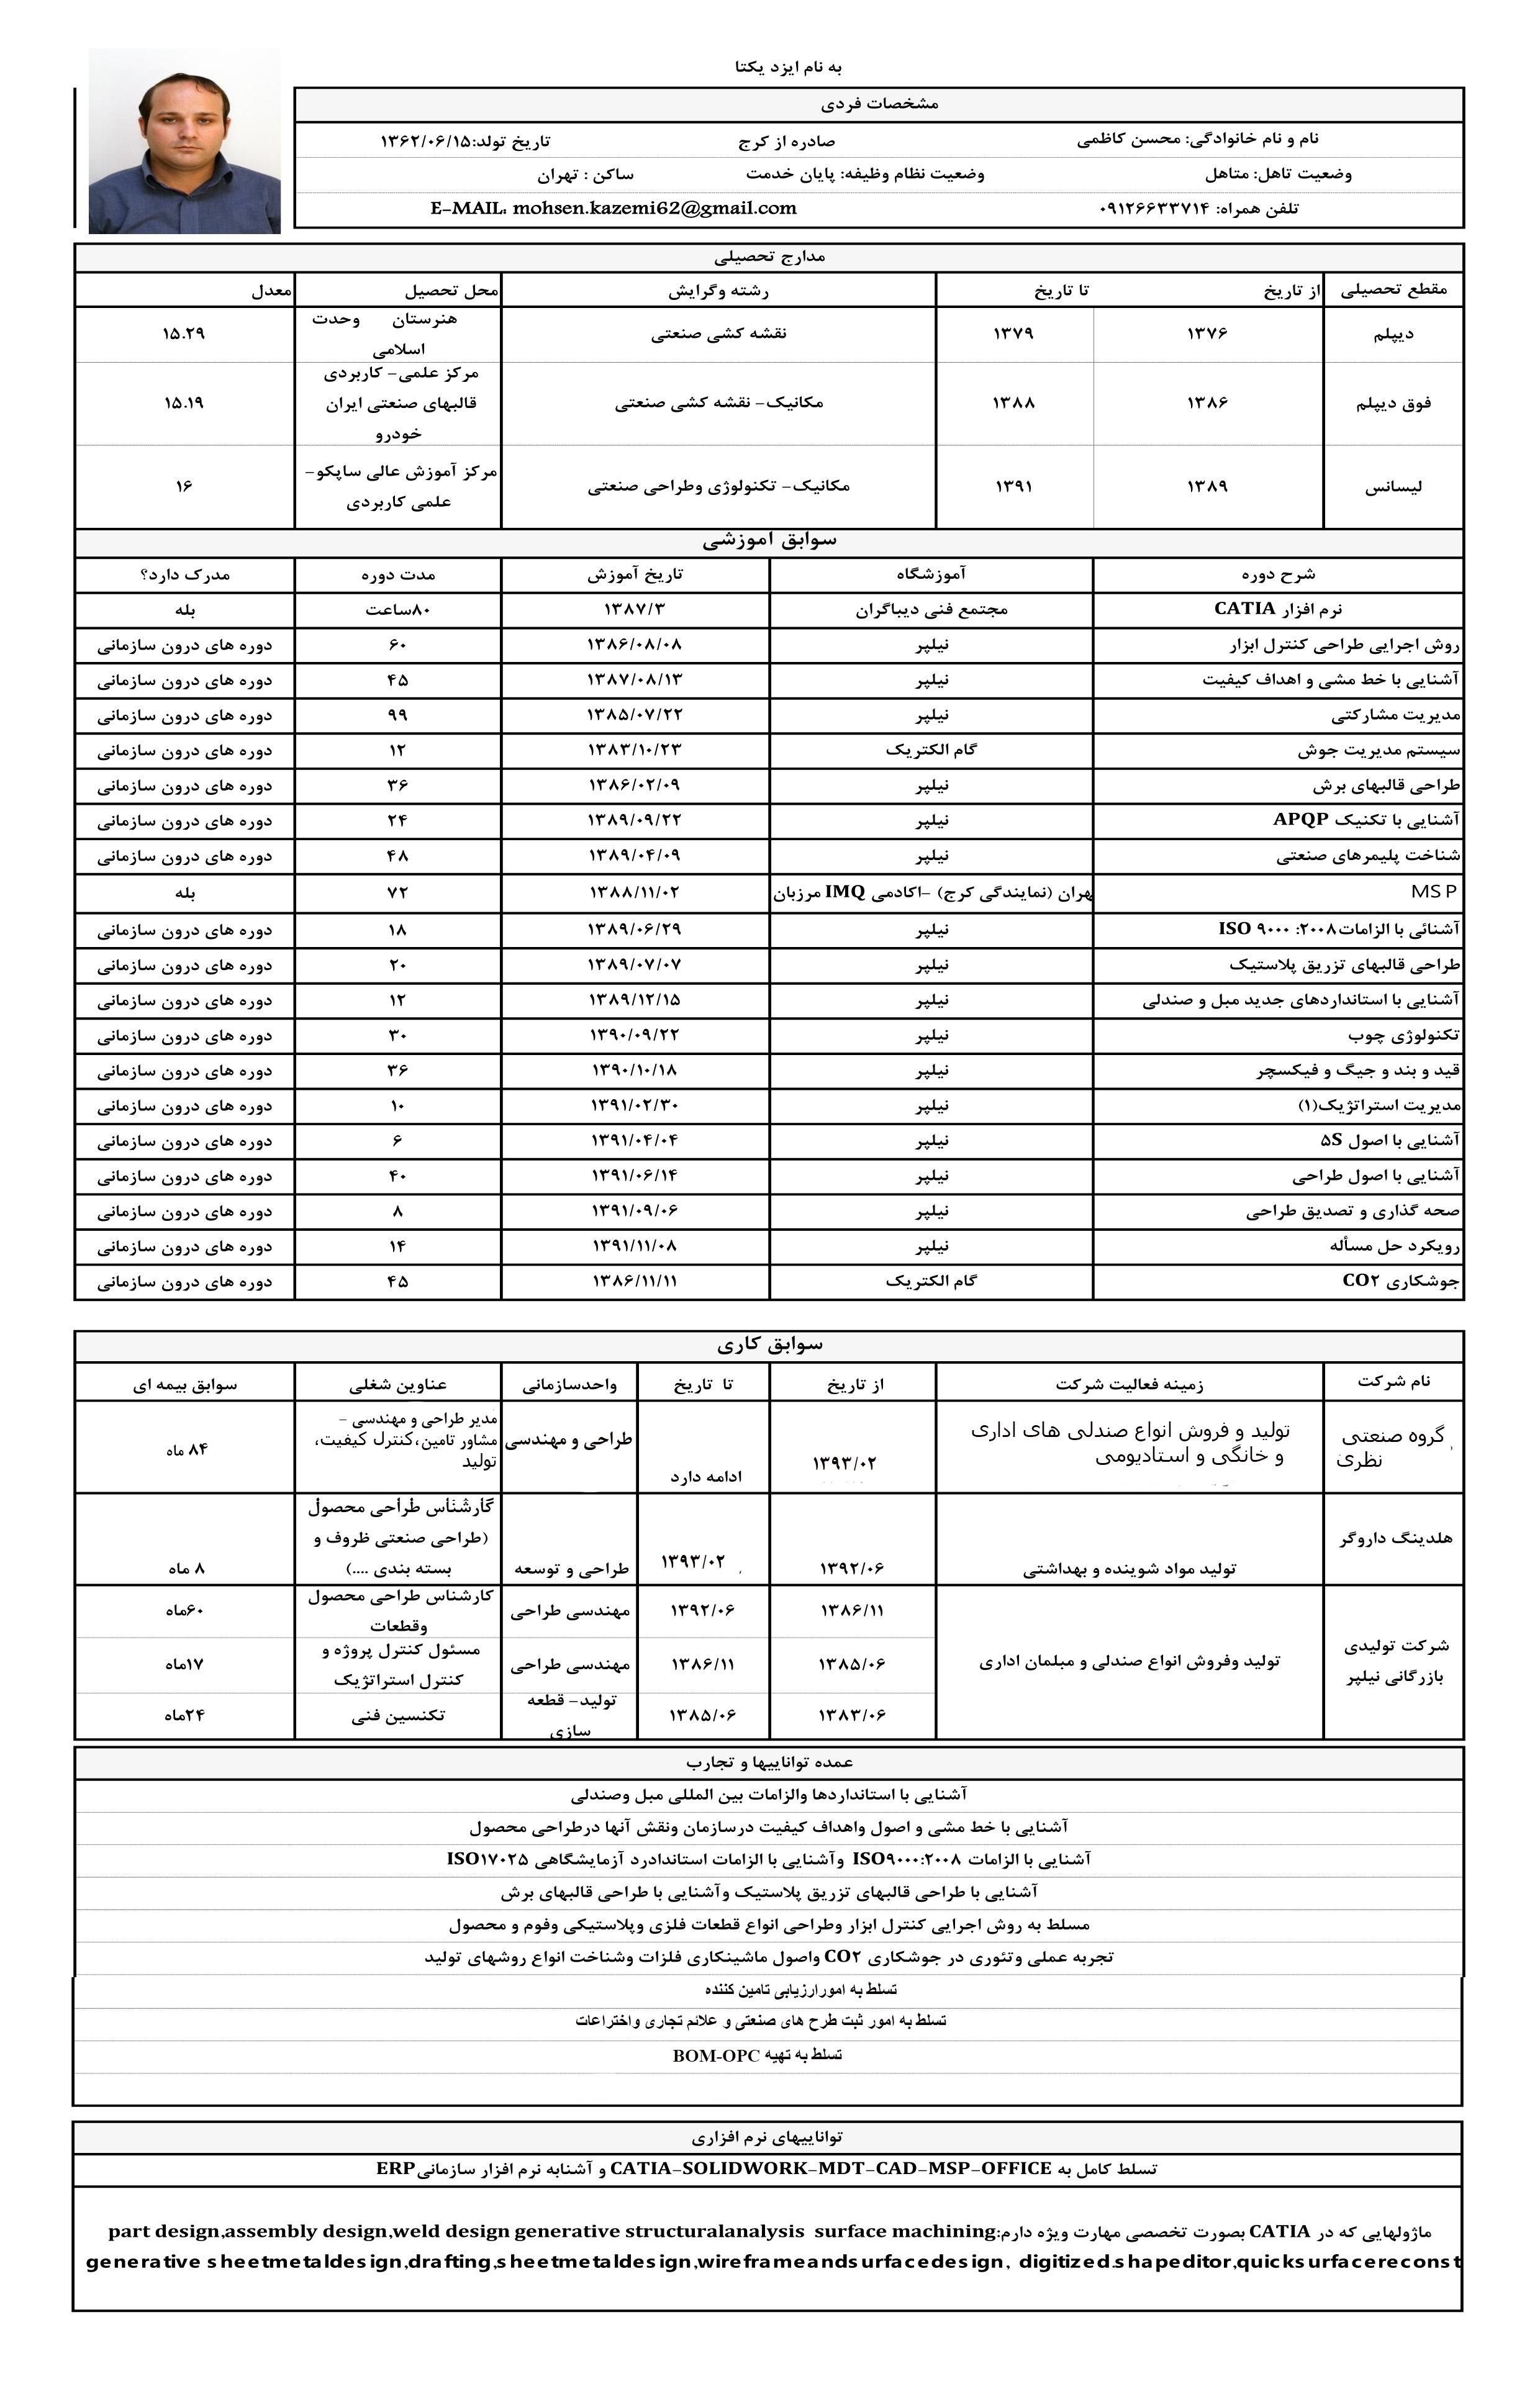 به نام ایزد یکتا
مشخصات فردی
نام و نام خانوادگی: محسن کاظمی صادره از کرج تاریخ تولد:۱۳۶۲/۰۶/۱۵
وضعیت تاهل: متاهل وضعیت نظام وظیفه: پایان خدمت ساکن : تهران
تلفن همراه: ۰۹۱۲۶۶۳۳۷۱۴ E-MAIL: mohsen.kazemi62@gmail.com
مدارج تحصیلی
مقطع تحصیلی از تاریخ تا تاریخ رشته وگرایش محل تحصیل معدل
دیپلم ۱۳۷۶ ۱۳۷۹ نقشه کشی صنعتی هنرستان وحدت اسلامی ۱۵.۲۹
فوق دیپلم ۱۳۸۶ ۱۳۸۸ مکانیک- نقشه کشی صنعتی مرکز علمی- کاربردی قالبهای صنعتی ایران خودرو ۱۵.۱۹
لیسانس ۱۳۸۹ ۱۳۹۱ مکانیک- تکنولوژی وطراحی صنعتی مرکز آموزش عالی ساپکو- علمی کاربردی ۱۶
سوابق اموزشی
شرح دوره آموزشگاه تاریخ آموزش مدت دوره مدرک دارد؟
نرم افزار CATIA مجتمع فنی دیباگران ۱۳۸۷/۳ ۸۰ساعت بله
روش اجرایی طراحی کنترل ابزار نیلپر ۱۳۸۶/۰۸/۰۸ ۶۰ دوره های درون سازمانی
آشنایی با خط مشی و اهداف کیفیت نیلپر ۱۳۸۷/۰۸/۱۳ ۴۵ دوره های درون سازمانی
مدیریت مشارکتی نیلپر ۱۳۸۵/۰۷/۲۲ ۹۹ دوره های درون سازمانی
سیستم مدیریت جوش گام الکتریک ۱۳۸۳/۱۰/۲۳ ۱۲ دوره های درون سازمانی
طراحی قالبهای برش نیلپر ۱۳۸۶/۰۲/۰۹ ۳۶ دوره های درون سازمانی
آشنایی با تکنیک APQP نیلپر ۱۳۸۹/۰۹/۲۲ ۲۴ دوره های درون سازمانی
شناخت پلیمرهای صنعتی نیلپر ۱۳۸۹/۰۴/۰۹ ۴۸ دوره های درون سازمانی
MSP هران (نمایندگی کرج) -اکادمی IMQ مرزبان ۱۳۸۸/۱۱/۰۲ ۷۲ بله
آشنائی با الزامات۲۰۰۸: ۹۰۰۰ ISO نیلپر ۱۳۸۹/۰۶/۲۹ ۱۸ دوره های درون سازمانی
طراحی قالبهای تزریق پلاستیک نیلپر ۱۳۸۹/۰۷/۰۷ ۲۰ دوره های درون سازمانی
آشنایی با استانداردهای جدید مبل و صندلی نیلپر ۱۳۸۹/۱۲/۱۵ ۱۲ دوره های درون سازمانی
تکنولوژی چوب نیلپر ۱۳۹۰/۰۹/۲۲ ۳۰ دوره های درون سازمانی
قید و بند و جیگ و فیکسچر نیلپر ۱۳۹۰/۱۰/۱۸ ۳۶ دوره های درون سازمانی
مدیریت استراتژیک(۱) نیلپر ۱۳۹۱/۰۲/۳۰ ۱۰ دوره های درون سازمانی
آشنایی با اصول ۵S نیلپر ۱۳۹۱/۰۴/۰۴ ۶ دوره های درون سازمانی
آشنایی با اصول طراحی نیلپر ۱۳۹۱/۰۶/۱۴ ۴۰ دوره های درون سازمانی
صحه گذاری و تصدیق طراحی نیلپر ۱۳۹۱/۰۹/۰۶ ۸ دوره های درون سازمانی
رویکرد حل مسأله نیلپر ۱۳۹۱/۱۱/۰۸ ۱۴ دوره های درون سازمانی
جوشکاری CO۲ گام الکتریک ۱۳۸۶/۱۱/۱۱ ۴۵ دوره های درون سازمانی
سوابق کاری
نام شرکت زمینه فعالیت شرکت از تاریخ تا تاریخ واحدسازمانی عناوین شغلی سوابق بیمه ای
گروه صنعتی نظری تولید و فروش انواع صندلی های اداری و خانگی و استادیومی ۱۳۹۳/۰۲ ادامه دارد طراحی و مهندسی مدیر طراحی و مهندسی - مشاور تامین،کنترل کیفیت، تولید ۸۴ ماه
هلدینگ داروگر تولید مواد شوینده و بهداشتی ۱۳۹۲/۰۶ ۱۳۹۳/۰۲ طراحی و توسعه کارشناس طراحی محصول (طراحی صنعتی ظروف و بسته بندی ....) ۸ ماه
شرکت تولیدی بازرگانی نیلپر تولید وفروش انواع صندلی و مبلمان اداری ۱۳۸۶/۱۱ ۱۳۹۲/۰۶ مهندسی طراحی کارشناس طراحی محصول وقطعات ۶۰ماه
۱۳۸۵/۰۶ ۱۳۸۶/۱۱ مهندسی طراحی مسئول کنترل پروژه و کنترل استراتژیک ۱۷ماه
۱۳۸۳/۰۶ ۱۳۸۵/۰۶ تولید- قطعه سازی تکنسین فنی ۲۴ماه
عمده تواناییها و تجارب
آشنایی با استانداردها والزامات بین المللی مبل وصندلی
آشنایی با خط مشی و اصول واهداف کیفیت درسازمان ونقش آنها درطراحی محصول
آشنایی با الزامات ISO۹۰۰۰:۲۰۰۸ وآشنایی با الزامات استاندادرد آزمایشگاهی ISO۱۷۰۲۵
آشنایی با طراحی قالبهای تزریق پلاستیک وآشنایی با طراحی قالبهای برش
مسلط به روش اجرایی کنترل ابزار وطراحی انواع قطعات فلزی وپلاستیکی وفوم و محصول
تجربه عملی وتئوری در جوشکاری CO۲ واصول ماشینکاری فلزات وشناخت انواع روشهای تولید
تسلط به امورارزیابی تامین کننده
تسلط به امور ثبت طرح های صنعتی و علائم تجاری واختراعات
تسلط به تهیه BOM-OPC
تواناییهای نرم افزاری
تسلط کامل به CATIA-SOLIDWORK-MDT-CAD-MSP-OFFICE و آشنابه نرم افزار سازمانیERP
ماژولهایی که در CATIA بصورت تخصصی مهارت ویژه دارم:part design,assembly design,weld design generative structuralanalysis surface machining
generative sheetmetaldesign,drafting,sheetmetaldesign,wireframeandsurfacedesign, digitized.shapeditor,quicksurfacereconst